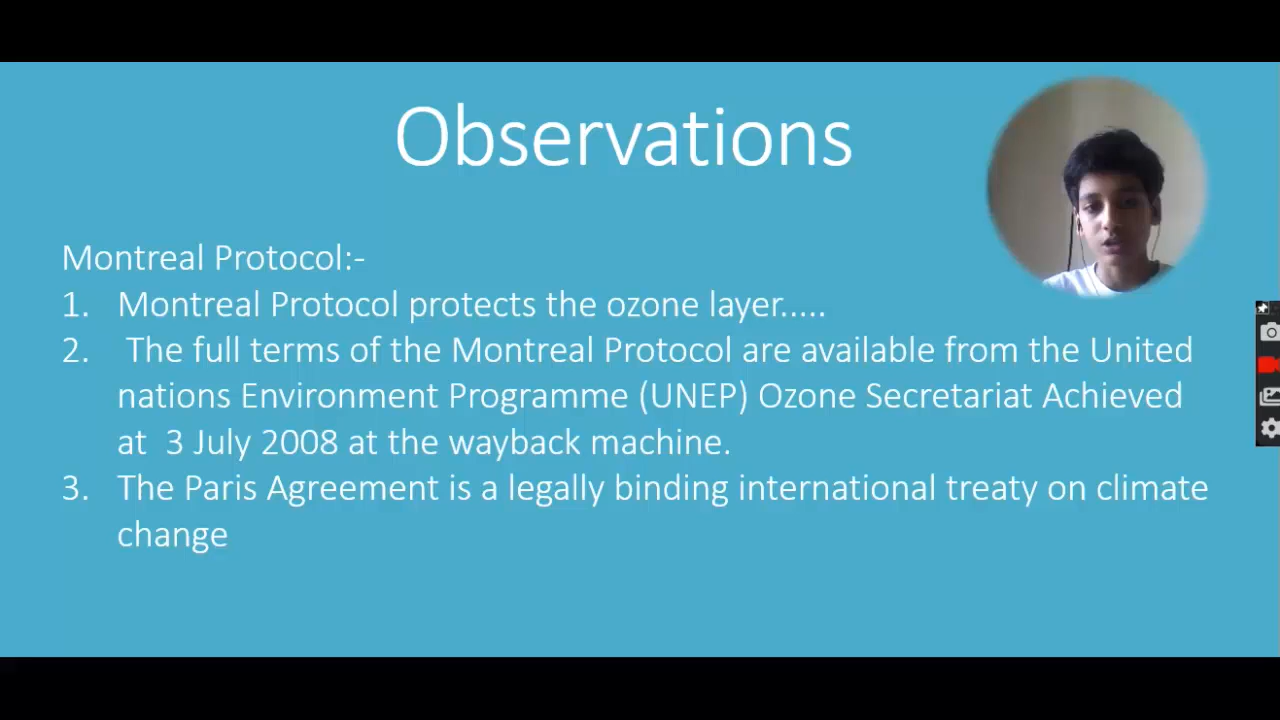 Observations
Montreal Protocol:-
1. Montreal Protocol protects the ozone layer.....
2. The full terms of the Montreal Protocol are available from the United
nations Environment Programme (UNEP) Ozone Secretariat Achieved
at 3 July 2008 at the wayback machine.
3. The Paris Agreement is a legally binding international treaty on climate
change